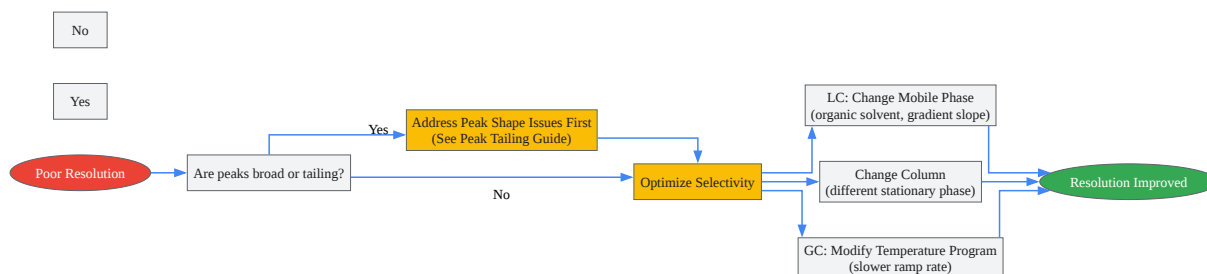 No
Yes
Poor Resolution
Are peaks broad or tailing?
Yes
No
Address Peak Shape Issues First
(See Peak Tailing Guide)
Optimize Selectivity
LC: Change Mobile Phase
(organic solvent, gradient slope)
Change Column
(different stationary phase)
GC: Modify Temperature Program
(slower ramp rate)
Resolution Improved